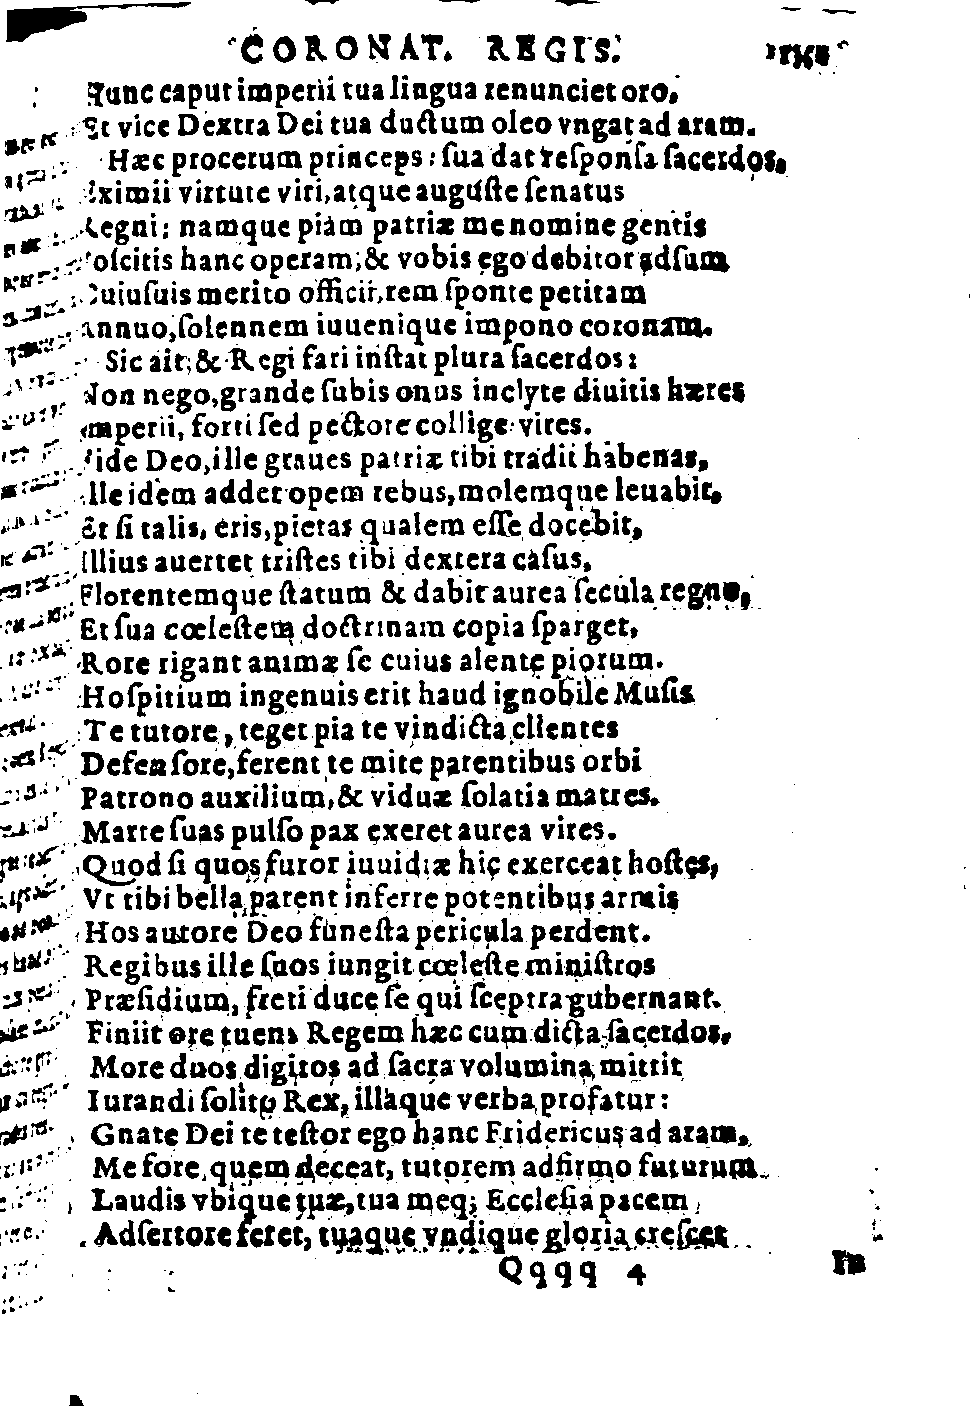 CORONAT. REGIS.
Hunc caput imperii tua lingua renunciet oro,
Et vice Dextra Dei tua ductum oleo vngat ad aram.
Hæc procerum princeps: sua dat responsa sacerdos,
Eximii virtute viri, atque auguste senatus
Regni: namque piam patriæ me nomine gentis
Poscitis hanc operam; & vobis ego debitor adsum
Cuiusuis merito officii, rem sponte petitam
Annuo, solennem iuuenique impono coronam.
Sic ait; & Regi fari instat plura sacerdos:
Non nego, grande subis onus inclyte diuitis hæres
Imperii, forti sed pectore collige vires.
Fide Deo, ille graues patriæ tibi tradit habenas,
Ille idem addet opem rebus, molemque leuabit,
Et si talis, eris, pietas qualem esse docebit,
Illius auertet tristes tibi dextera casus,
Florentemque statum & dabit aurea secula regno,
Et sua cœlestem doctrinam copia sparget,
Rore rigant animæ se cuius alente piorum.
Hospitium ingenuis erit haud ignobile Musis
Te tutore, teget pia te vindicta clientes
Defensore, ferent te mite parentibus orbi
Patrono auxilium, & viduæ solatia matres.
Marte suas pulso pax exeret aurea vires.
Quod si quos furor iuuidiæ hic exerceat hostes,
Vt tibi bella parent inferre potentibus armis
Hos autore Deo funesta pericula perdent.
Regibus ille suos iungit cœleste ministros
Præsidium, freti duce se qui sceptra gubernant.
Finiit ore tuens Regem hæc cum dicta sacerdos,
More duos digitos ad sacra volumina mittit
Iurandi solito Rex, illaque verba profatur:
Gnate Dei te testor ego hanc Fridericus ad aram,
Me fore, quem deceat, tutorem adfirmo futurum
Laudis vbique tuæ, tua meq; Ecclesia pacem
Adsertore feret, tuaque vndique gloria crescet
Qqqq 4 In